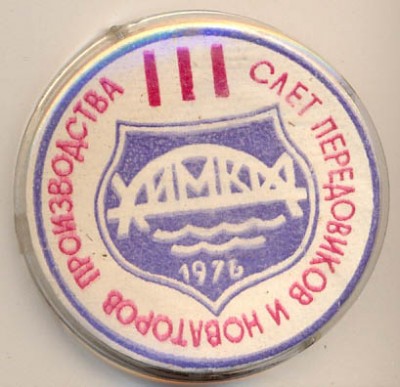 III
СЛЕТ ПЕРЕДОВИКОВ И НОВАТОРОВ ПРОИЗВОДСТВА
ХИМКИ
1976